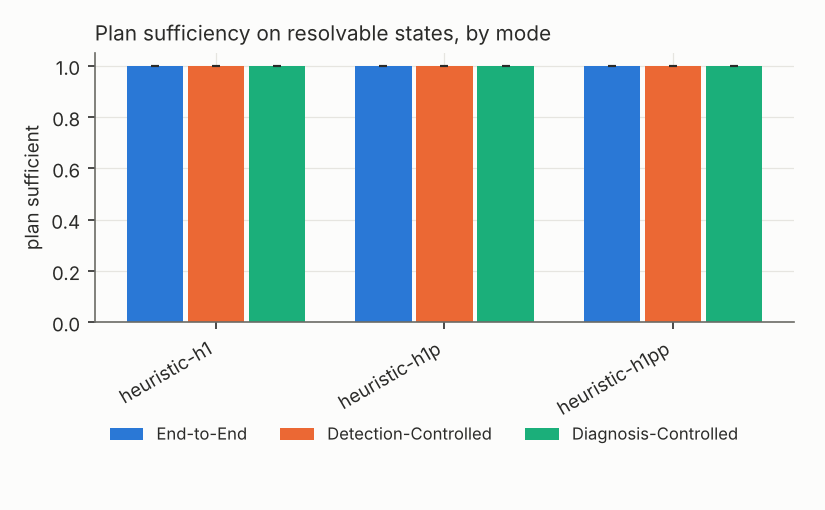 Plan sufficiency on resolvable states, by mode
plan sufficient
1.0
0.8
0.6
0.4
0.2
0.0
heuristic-h1
heuristic-h1p
heuristic-h1pp
End-to-End
Detection-Controlled
Diagnosis-Controlled